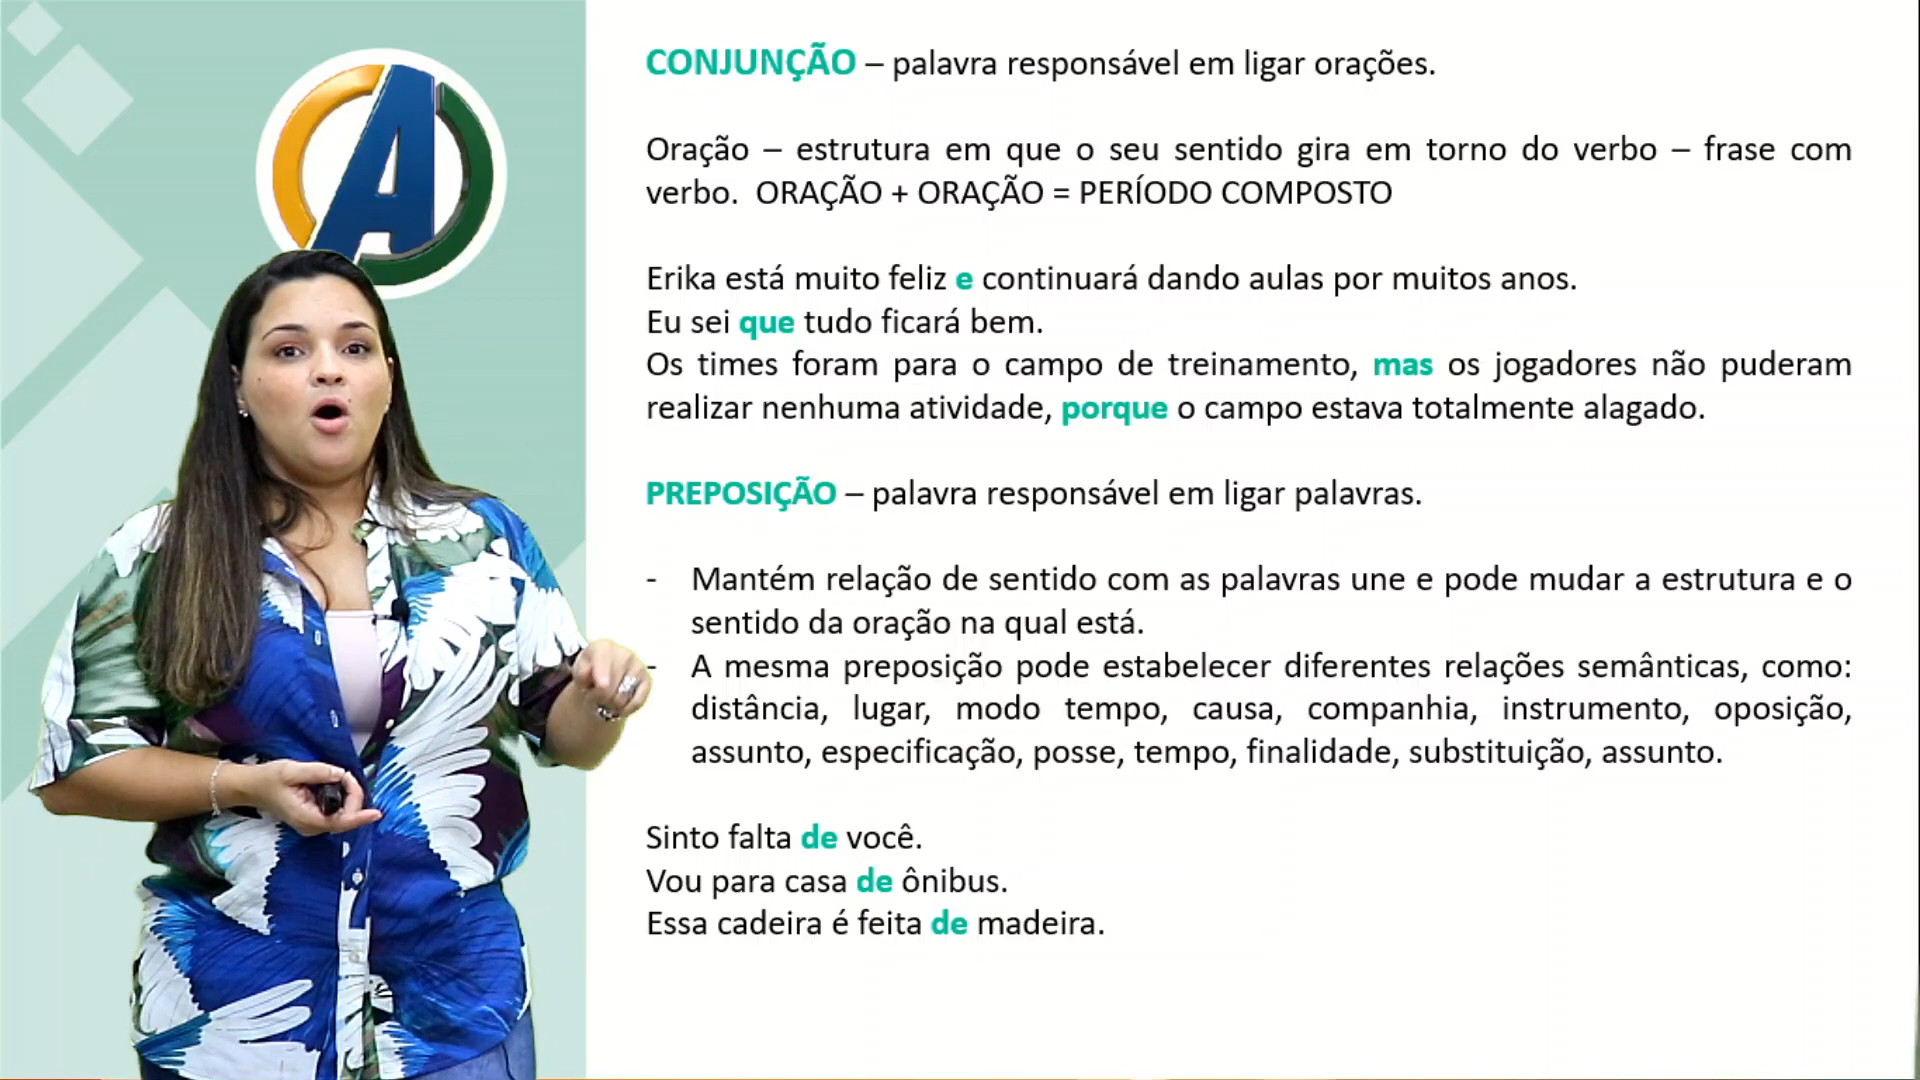 CONJUNÇÃO – palavra responsável em ligar orações.
Oração – estrutura em que o seu sentido gira em torno do verbo – frase com
verbo. ORAÇÃO + ORAÇÃO = PERÍODO COMPOSTO
Erika está muito feliz e continuará dando aulas por muitos anos.
Eu sei que tudo ficará bem.
Os times foram para o campo de treinamento, mas os jogadores não puderam
realizar nenhuma atividade, porque o campo estava totalmente alagado.
PREPOSIÇÃO – palavra responsável em ligar palavras.
- Mantém relação de sentido com as palavras une e pode mudar a estrutura e o
sentido da oração na qual está.
- A mesma preposição pode estabelecer diferentes relações semânticas, como:
distância, lugar, modo tempo, causa, companhia, instrumento, oposição,
assunto, especificação, posse, tempo, finalidade, substituição, assunto.
Sinto falta de você.
Vou para casa de ônibus.
Essa cadeira é feita de madeira.